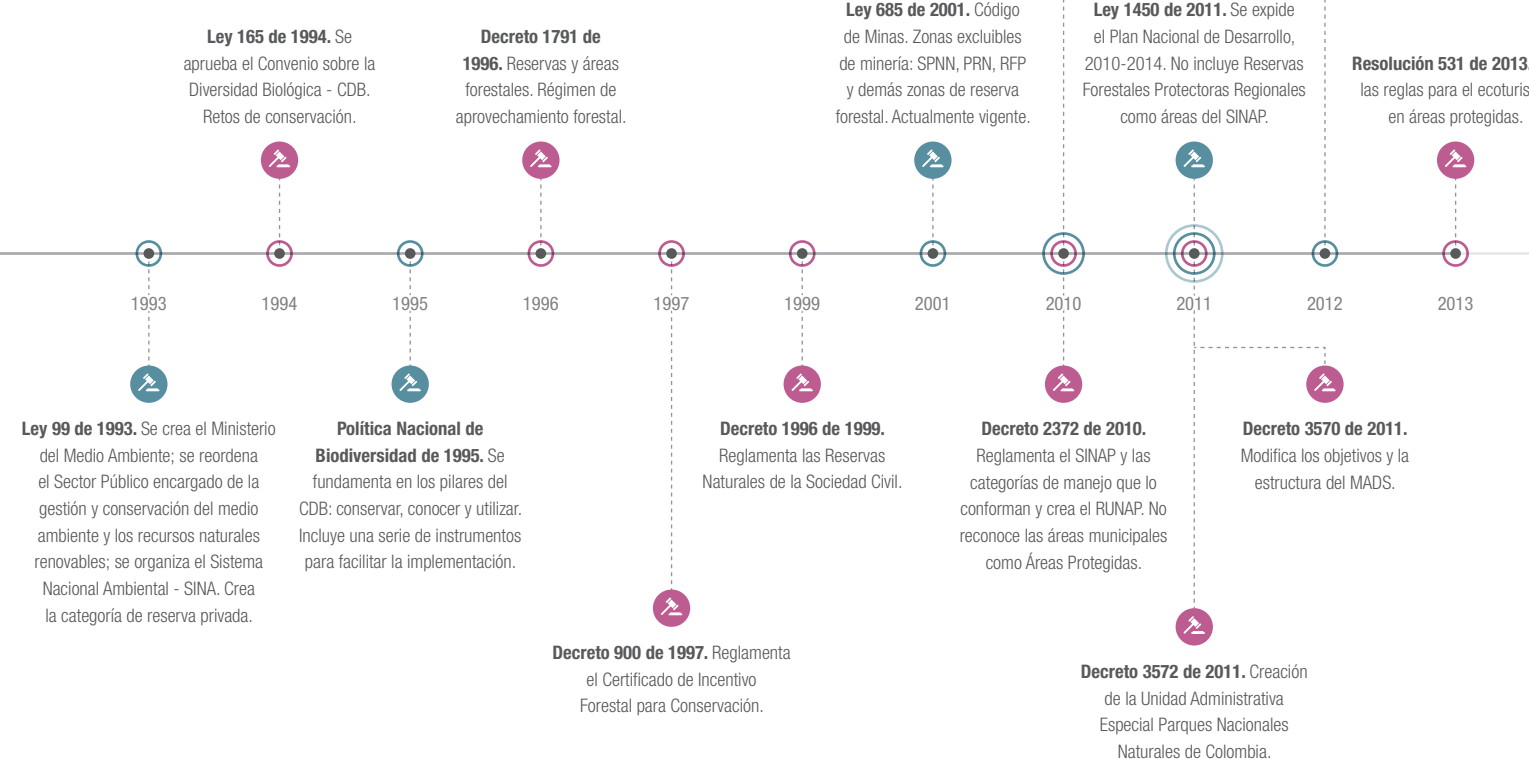 Ley 165 de 1994. Se
aprueba el Convenio sobre la
Diversidad Biológica - CDB.
Retos de conservación.
Decreto 1791 de
1996. Reservas y áreas
forestales. Régimen de
aprovechamiento forestal.
Ley 685 de 2001. Código
de Minas. Zonas excluibles
de minería: SPNN, PRN, RFP
y demás zonas de reserva
forestal. Actualmente vigente.
Ley 1450 de 2011. Se expide
el Plan Nacional de Desarrollo,
2010-2014. No incluye Reservas
Forestales Protectoras Regionales
como áreas del SINAP.
Resolución 531 de 2013.
las reglas para el ecoturis
en áreas protegidas.
1993
1994
1995
1996
1997
1999
2001
2010
2011
2012
2013
Ley 99 de 1993. Se crea el Ministerio
del Medio Ambiente; se reordena
el Sector Público encargado de la
gestión y conservación del medio
ambiente y los recursos naturales
renovables; se organiza el Sistema
Nacional Ambiental - SINA. Crea
la categoría de reserva privada.
Política Nacional de
Biodiversidad de 1995. Se
fundamenta en los pilares del
CDB: conservar, conocer y utilizar.
Incluye una serie de instrumentos
para facilitar la implementación.
Decreto 900 de 1997. Reglamenta
el Certificado de Incentivo
Forestal para Conservación.
Decreto 1996 de 1999.
Reglamenta las Reservas
Naturales de la Sociedad Civil.
Decreto 2372 de 2010.
Reglamenta el SINAP y las
categorías de manejo que lo
conforman y crea el RUNAP. No
reconoce las áreas municipales
como Áreas Protegidas.
Decreto 3572 de 2011. Creación
de la Unidad Administrativa
Especial Parques Nacionales
Naturales de Colombia.
Decreto 3570 de 2011.
Modifica los objetivos y la
estructura del MADS.